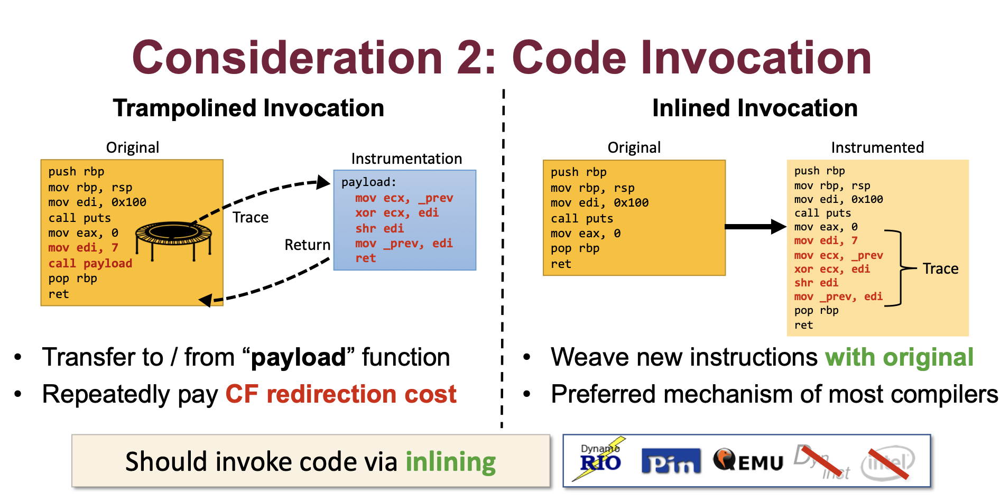 Consideration 2: Code Invocation
Trampolined Invocation
Original
push rbp
mov rbp, rsp
mov edi, 0x100
call puts
mov eax, 0
mov edi, 7
call payload
pop rbp
ret
Trace
Return
Instrumentation
payload:
mov ecx, _prev
xor ecx, edi
shr edi
mov _prev, edi
ret
• Transfer to / from “payload” function
• Repeatedly pay CF redirection cost
Inlined Invocation
Original
push rbp
mov rbp, rsp
mov edi, 0x100
call puts
mov eax, 0
pop rbp
ret
Instrumented
push rbp
mov rbp, rsp
mov edi, 0x100
call puts
mov eax, 0
mov edi, 7
mov ecx, _prev
xor ecx, edi
shr edi
mov _prev, edi
pop rbp
ret
Trace
• Weave new instructions with original
• Preferred mechanism of most compilers
Should invoke code via inlining
Dynamo
RIO
Pin
QEMU
Dyn
inst
intel